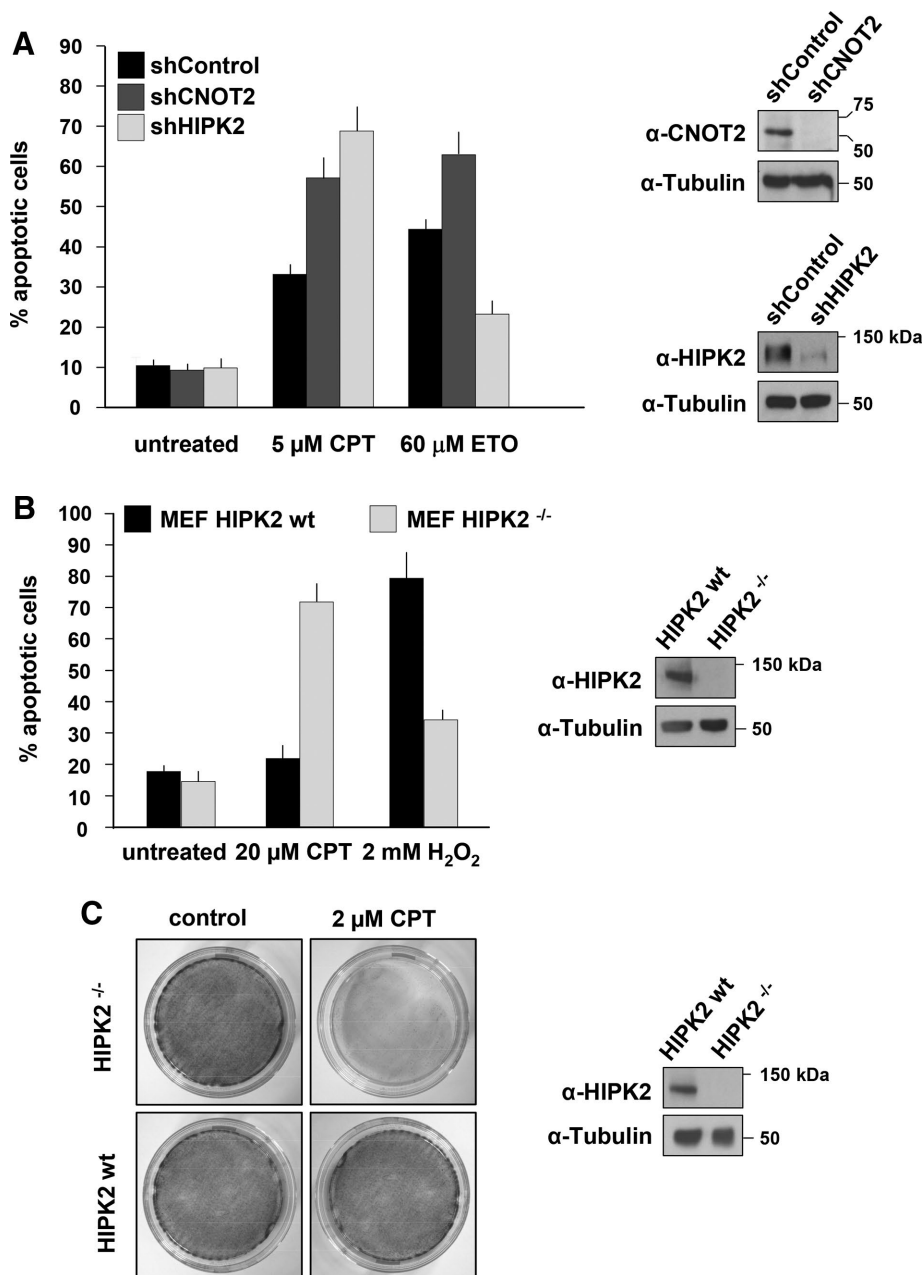 A
90
80
70
60
50
40
30
20
10
0
% apoptotic cells
shControl
shCNOT2
shHIPK2
untreated 5 µM CPT 60 µM ETO
shControl
shCNOT2
α-CNOT2
75
50
α-Tubulin
50
shControl
shHIPK2
α-HIPK2
150 kDa
α-Tubulin
50
B
100
90
80
70
60
50
40
30
20
10
0
% apoptotic cells
MEF HIPK2 wt MEF HIPK2 -/-
untreated 20 µM CPT 2 mM H₂O₂
HIPK2 wt
HIPK2 -/-
α-HIPK2
150 kDa
α-Tubulin
50
C
control 2 µM CPT
HIPK2 -/-
HIPK2 wt
HIPK2 wt
HIPK2 -/-
α-HIPK2
150 kDa
α-Tubulin
50